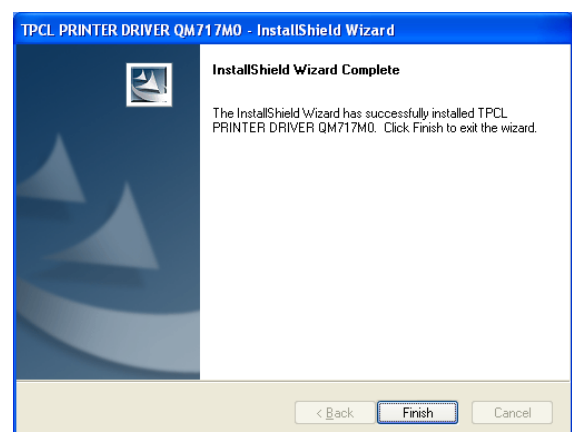 TPCL PRINTER DRIVER QM717M0 - InstallShield Wizard
InstallShield Wizard Complete
The InstallShield Wizard has successfully installed TPCL
PRINTER DRIVER QM717M0. Click Finish to exit the wizard.
< Back Finish Cancel